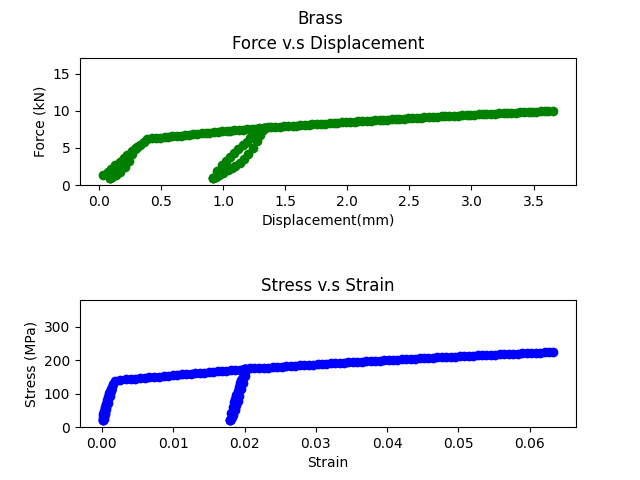 Brass
Force v.s Displacement
15
10
5
0
Force (kN)
0.0 0.5 1.0 1.5 2.0 2.5 3.0 3.5
Displacement(mm)
Stress v.s Strain
300
200
100
0
Stress (MPa)
0.00 0.01 0.02 0.03 0.04 0.05 0.06
Strain